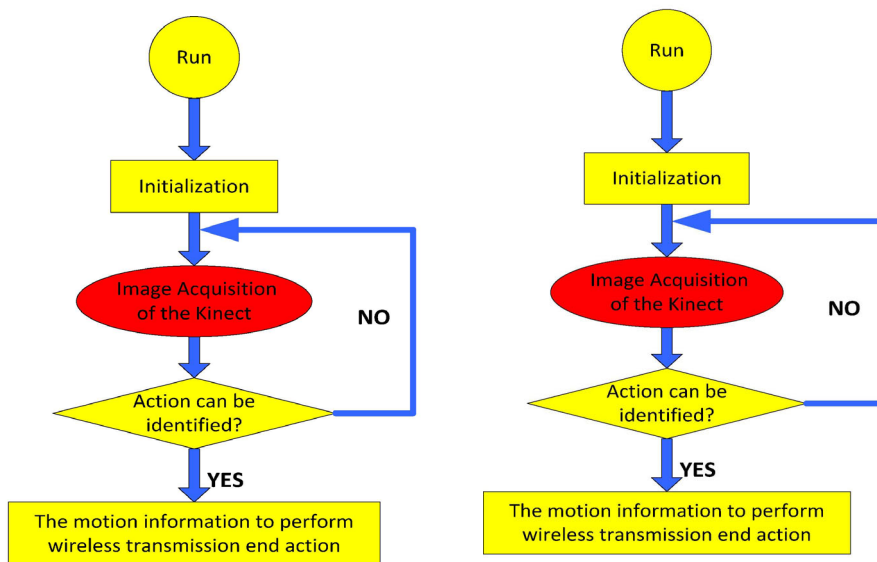 Run
Initialization
Image Acquisition
of the Kinect
NO
Action can be
identified?
YES
The motion information to perform
wireless transmission end action
Run
Initialization
Image Acquisition
of the Kinect
NO
Action can be
identified?
YES
The motion information to perform
wireless transmission end action